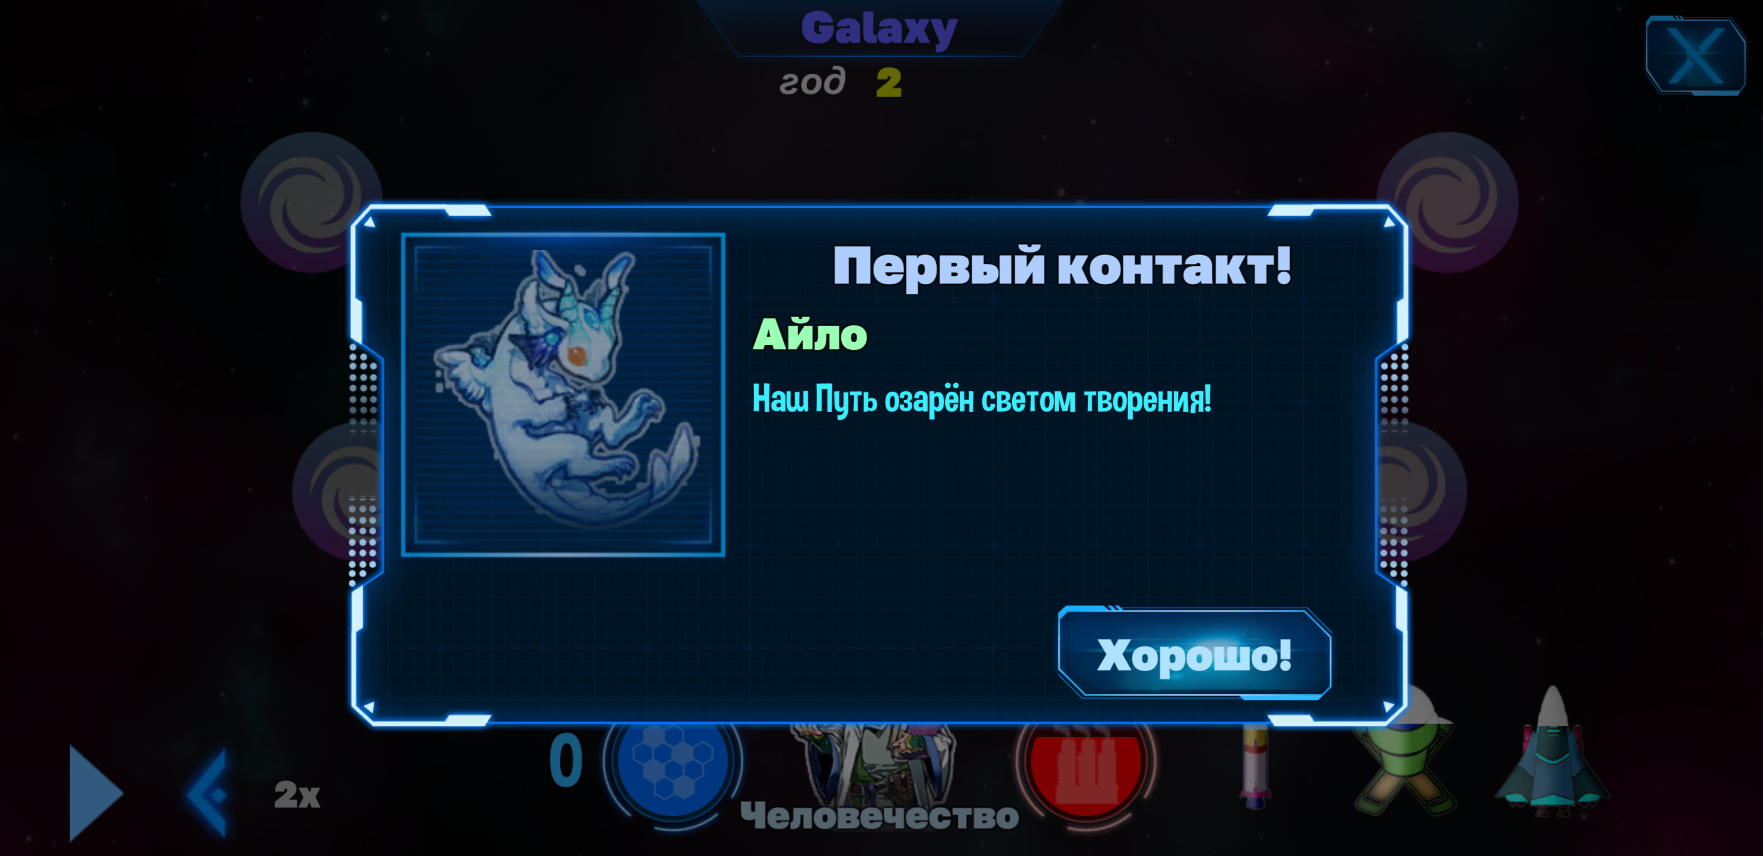 Galaxy
год 2
Первый контакт!
Айло
Наш Путь озарён светом творения!
Хорошо!
2x
0
Человечество